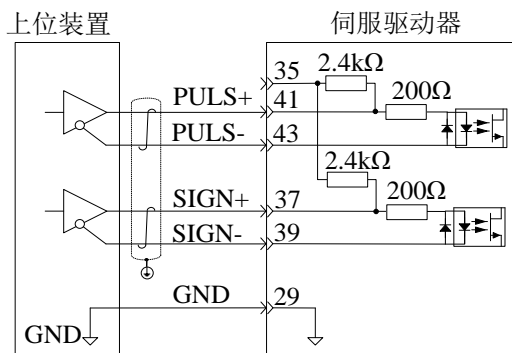 上位装置
伺服驱动器
35
2.4kΩ
PULS+
41
200Ω
PULS-
43
2.4kΩ
SIGN+
37
200Ω
SIGN-
39
GND
29
GND